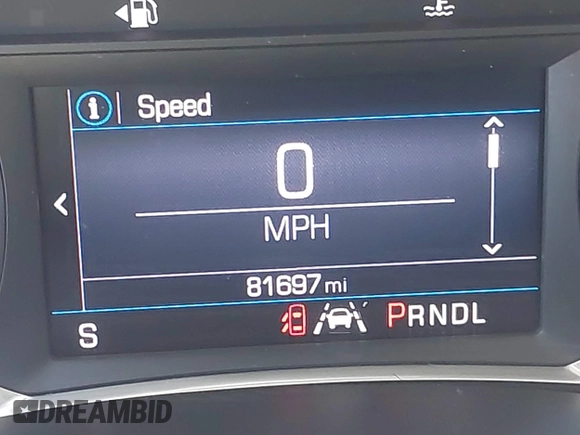 Speed
0
MPH
81697 mi
S
PRNDL
DREAMBID